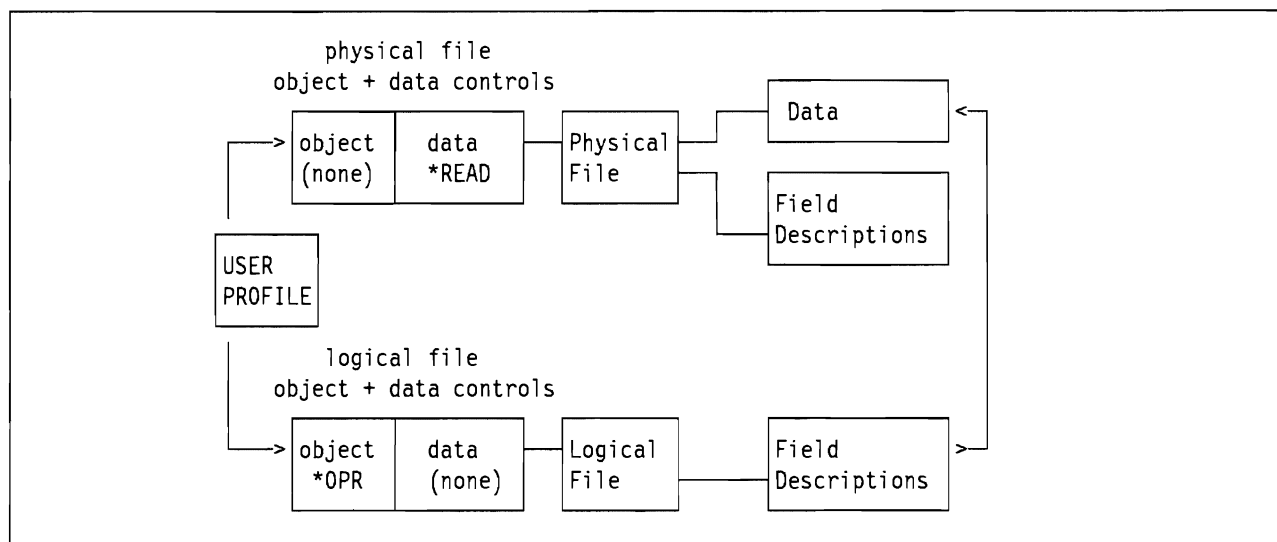 physical file
object + data controls
object
(none)
data
*READ
Physical
File
Data
Field
Descriptions
USER
PROFILE
logical file
object + data controls
object
*OPR
data
(none)
Logical
File
Field
Descriptions